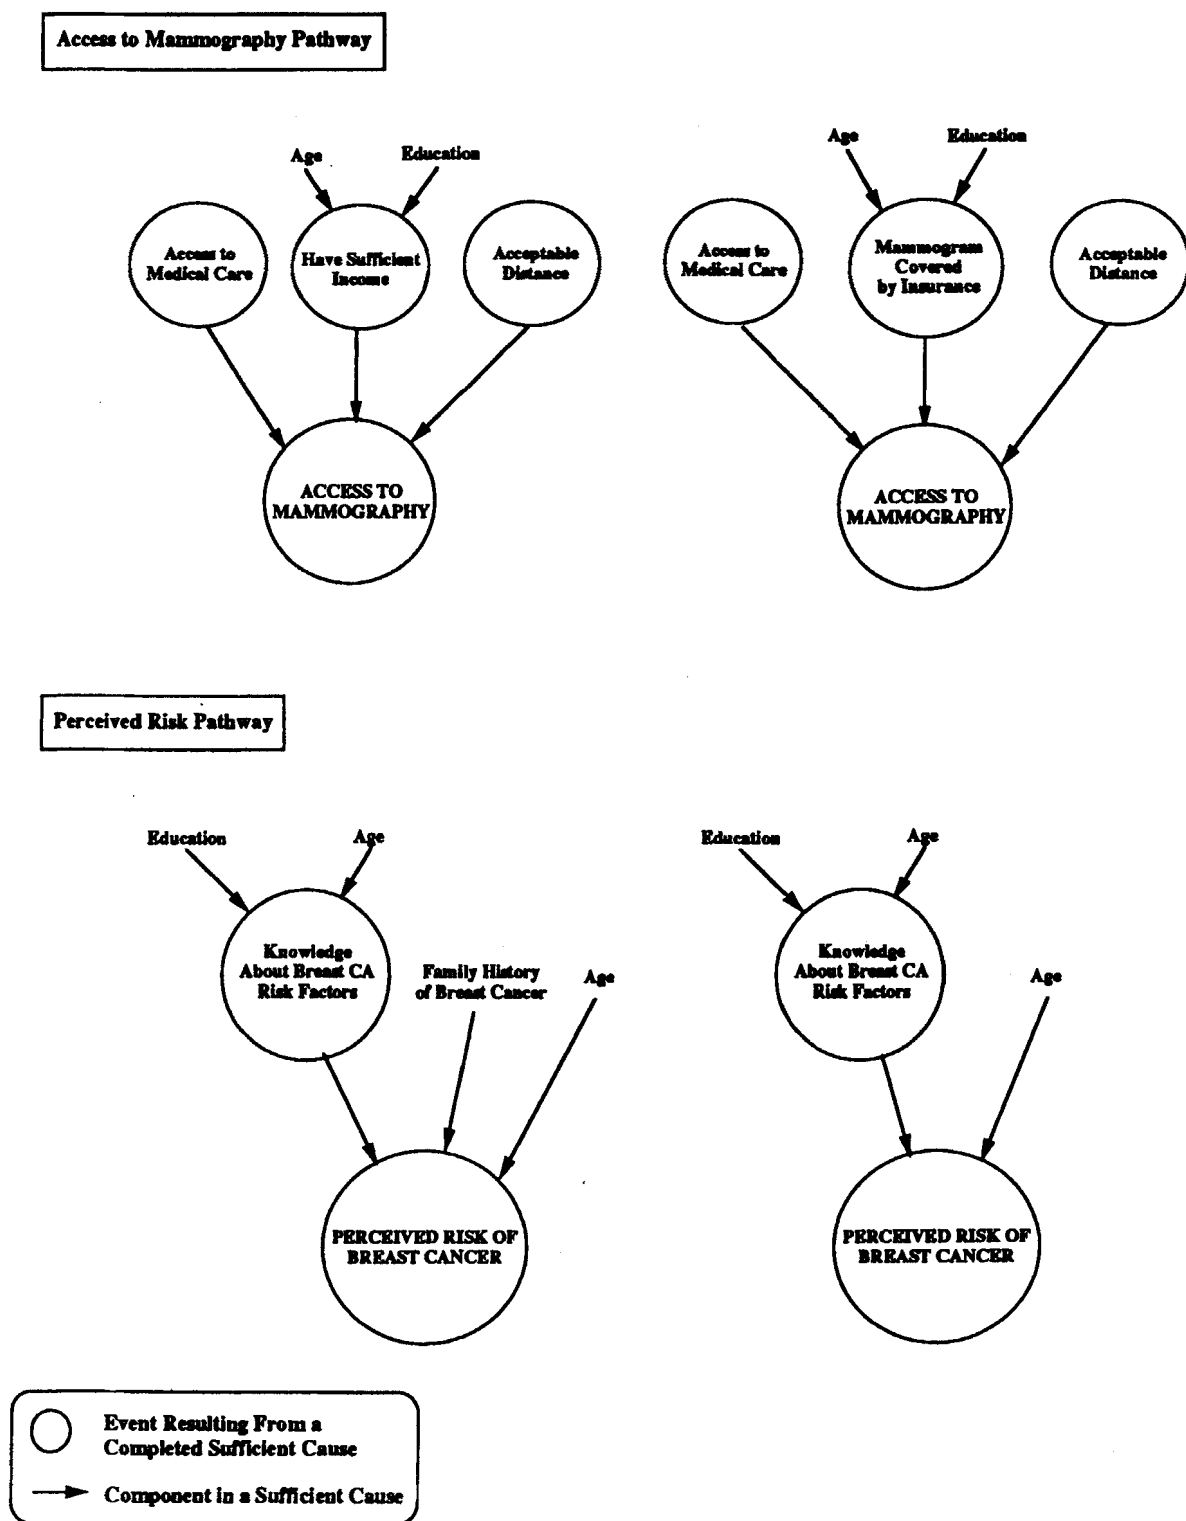 Access to Mammography Pathway
Age
Education
Access to
Medical Care
Have Sufficient
Income
Acceptable
Distance
ACCESS TO
MAMMOGRAPHY
Age
Education
Access to
Medical Care
Mammogram
Covered
by Insurance
Acceptable
Distance
ACCESS TO
MAMMOGRAPHY
Perceived Risk Pathway
Education
Age
Knowledge
About Breast CA
Risk Factors
Family History
of Breast Cancer
Age
PERCEIVED RISK OF
BREAST CANCER
Education
Age
Knowledge
About Breast CA
Risk Factors
Age
PERCEIVED RISK OF
BREAST CANCER
Event Resulting From a
Completed Sufficient Cause
Component in a Sufficient Cause